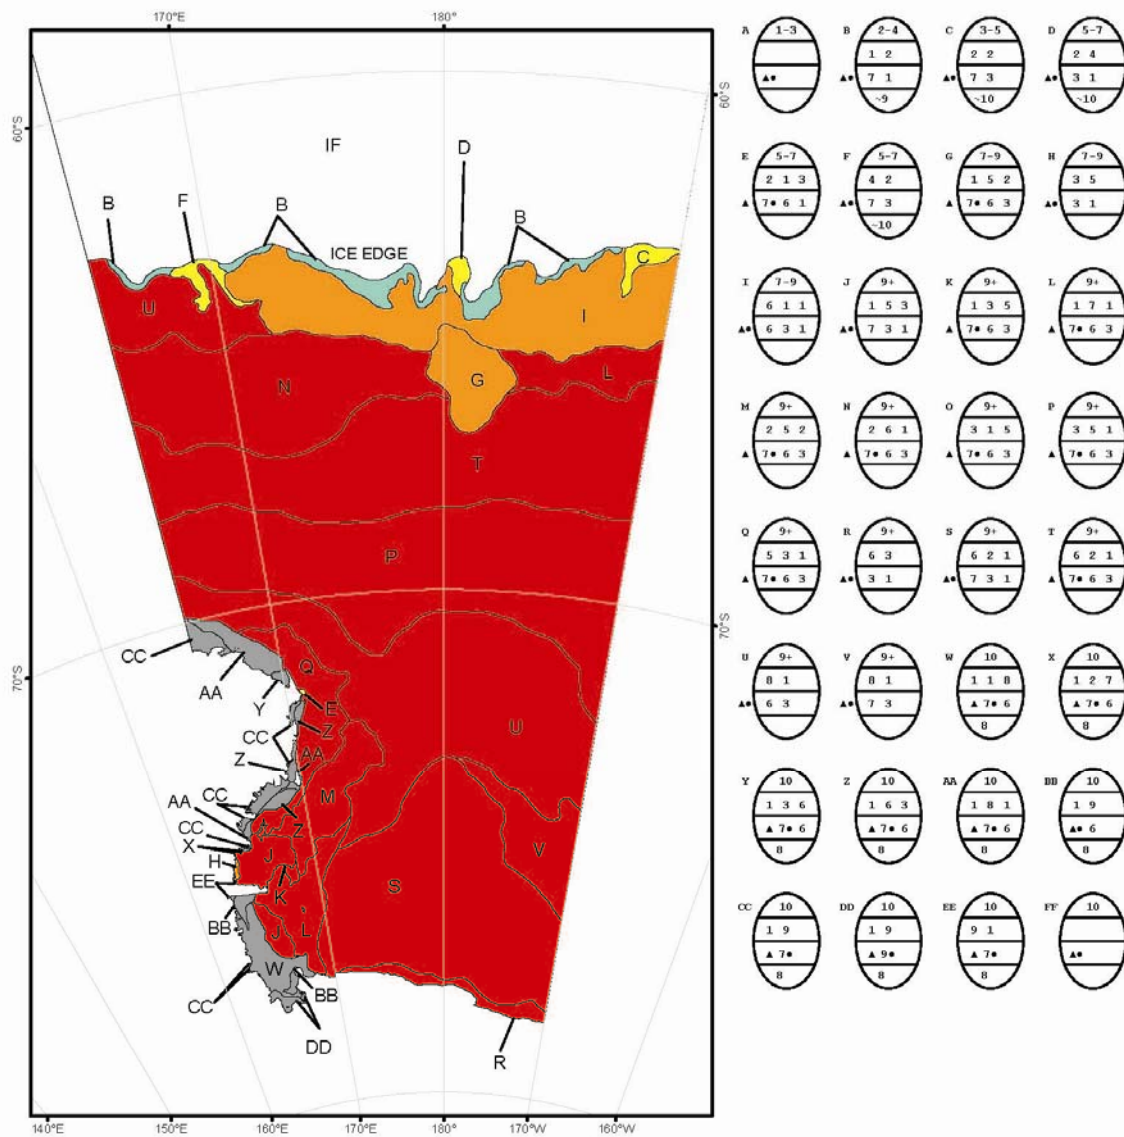 170°E 180°
60°S 60°S
IF
D
B F B B
ICE EDGE
C
U I
N G L
T
P
70°S 70°S
CC Q
AA
Y E
Z
CC U
Z AA
CC M
AA Z
CC
X J V
H
EE K S
BB J L
W
CC BB
DD
R
140°E 150°E 160°E 170°E 180° 170°W 160°W
A 1-3
▲●
B 2-4
1 2
▲● 7 1
~9
C 3-5
2 2
▲● 7 3
~10
D 5-7
2 4
▲● 3 1
~10
E 5-7
2 1 3
▲ 7● 6 1
F 5-7
4 2
▲● 7 3
~10
G 7-9
1 5 2
▲ 7● 6 3
H 7-9
3 5
▲● 3 1
I 7-9
6 1 1
▲● 6 3 1
J 9+
1 5 3
▲● 7 3 1
K 9+
1 3 5
▲ 7● 6 3
L 9+
1 7 1
▲ 7● 6 3
M 9+
2 5 2
▲ 7● 6 3
N 9+
2 6 1
▲ 7● 6 3
O 9+
3 1 5
▲ 7● 6 3
P 9+
3 5 1
▲ 7● 6 3
Q 9+
5 3 1
▲ 7● 6 3
R 9+
6 3
▲● 3 1
S 9+
6 2 1
▲● 7 3 1
T 9+
6 2 1
▲ 7● 6 3
U 9+
8 1
▲● 6 3
V 9+
8 1
▲● 7 3
W 10
1 1 8
▲ 7● 6
8
X 10
1 2 7
▲ 7● 6
8
Y 10
1 3 6
▲ 7● 6
8
Z 10
1 6 3
▲ 7● 6
8
AA 10
1 8 1
▲ 7● 6
8
BB 10
1 9
▲● 6
8
CC 10
1 9
▲ 7●
8
DD 10
1 9
▲ 9●
8
EE 10
9 1
▲ 7●
8
FF 10
▲●